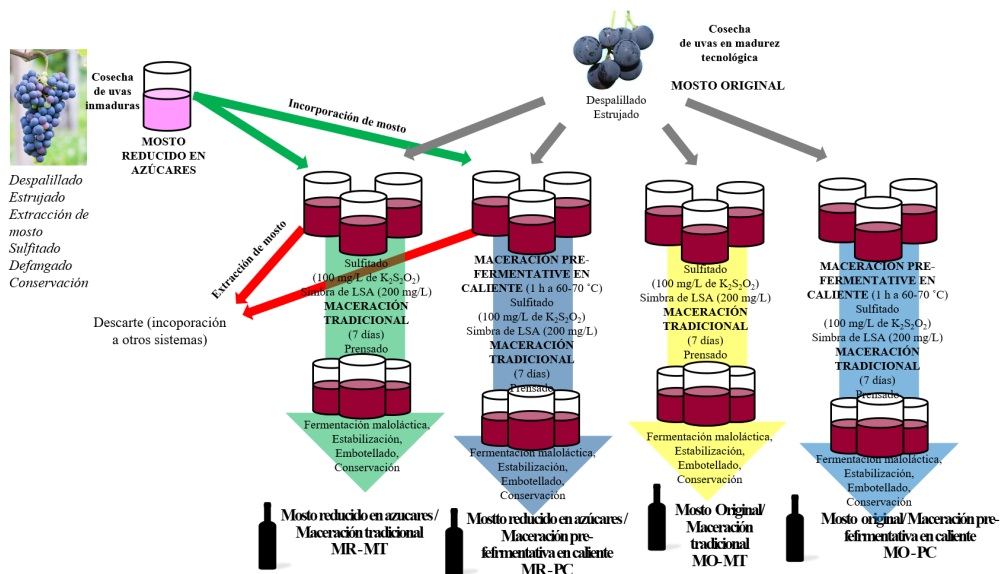 Cosecha
de uvas
inmaduras
MOSTO
REDUCIDO EN
AZÚCARES
Despalillado
Estrujado
Extracción de
mosto
Sulfitado
Defangado
Conservación
Incorporación de mosto
Cosecha
de uvas en madurez
tecnológica
MOSTO ORIGINAL
Despalillado
Estrujado
Extracción de mosto
Descarte (incoporación
a otros sistemas)
Sulfitado
(100 mg/L de K₂S₂O₂)
Simbra de LSA (200 mg/L)
MACERACIÓN
TRADICIONAL
(7 días)
Prensado
Fermentación maloláctica,
Estabilización,
Embotellado,
Conservación
Mosto reducido en azucares /
Maceración tradicional
MR - MT
MACERACIÓN PRE-
FERMENTATIVE EN
CALIENTE (1 h a 60-70 ˚C)
Sulfitado
(100 mg/L de K₂S₂O₂)
Simbra de LSA (200 mg/L)
MACERACIÓN
TRADICIONAL
(7 días)
Prensado
Fermentación maloláctica,
Estabilización,
Embotellado,
Conservación
Mostto reducido en azúcares /
Maceración pre-
fefrmentativa en caliente
MR - PC
Sulfitado
(100 mg/L de K₂S₂O₂)
Simbra de LSA (200 mg/L)
MACERACIÓN
TRADICIONAL
(7 días)
Prensado
Fermentación maloláctica,
Estabilización,
Embotellado,
Conservación
Mosto Original/
Maceración
tradicional
MO - MT
MACERACIÓN PRE-
FERMENTATIVE EN
CALIENTE (1 h a 60-70 ˚C)
Sulfitado
(100 mg/L de K₂S₂O₂)
Simbra de LSA (200 mg/L)
MACERACIÓN
TRADICIONAL
(7 días)
Prensado
Fermentación maloláctica,
Estabilización,
Embotellado,
Conservación
Mosto original/ Maceración pre-
fefrmentativa en caliente
MO - PC